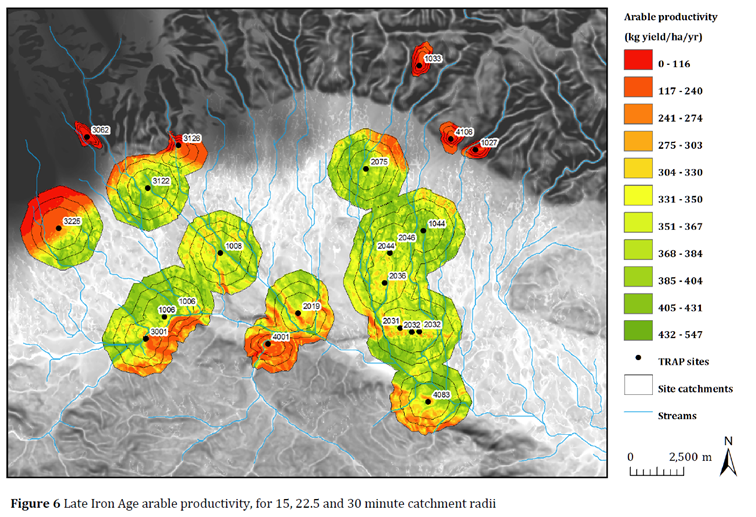 1033
3062
3126
4106
1027
2075
3122
3225
1044
2046
2044
1008
2036
1006
1006
2019
2031
2032
2032
3001
4001
4083
Arable productivity
(kg yield/ha/yr)
0 - 116
117 - 240
241 - 274
275 - 303
304 - 330
331 - 350
351 - 367
368 - 384
385 - 404
405 - 431
432 - 547
TRAP sites
Site catchments
Streams
N
0 2,500 m
Figure 6 Late Iron Age arable productivity, for 15, 22.5 and 30 minute catchment radii